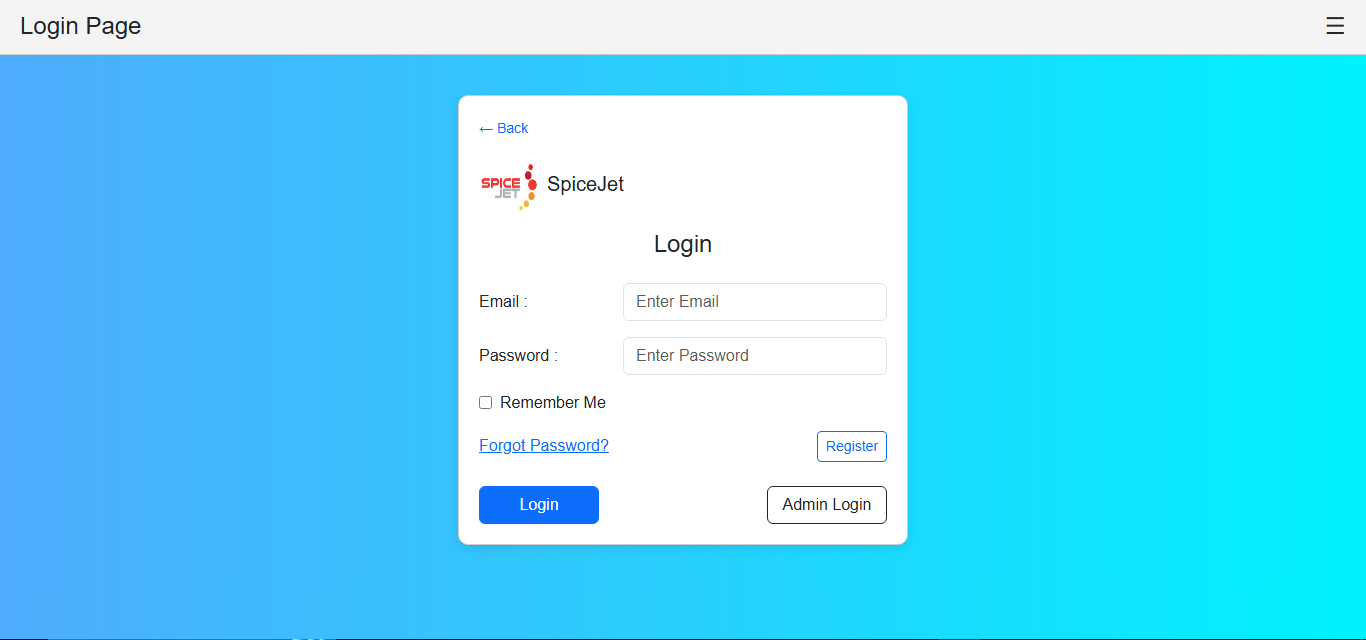 Login Page ☰
← Back
SPICE
JET
SpiceJet
Login
Email : Enter Email
Password : Enter Password
Remember Me
Forgot Password? Register
Login Admin Login